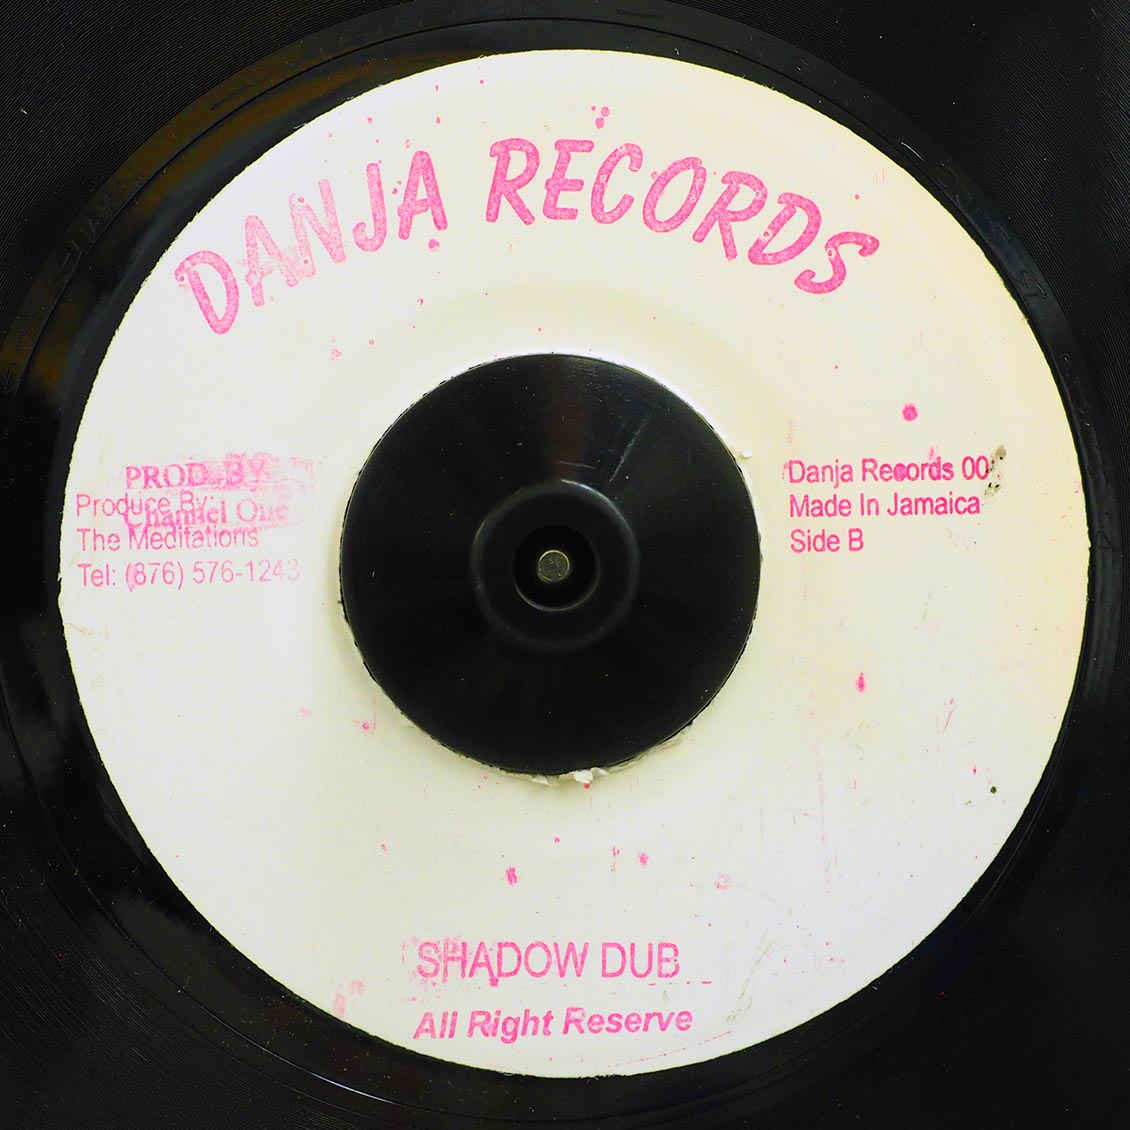 DANJA RECORDS
PROD. BY
Channel One
Produce By:
The Meditations
Tel: (876) 576-1243
Danja Records 00
Made In Jamaica
Side B
SHADOW DUB
All Right Reserve